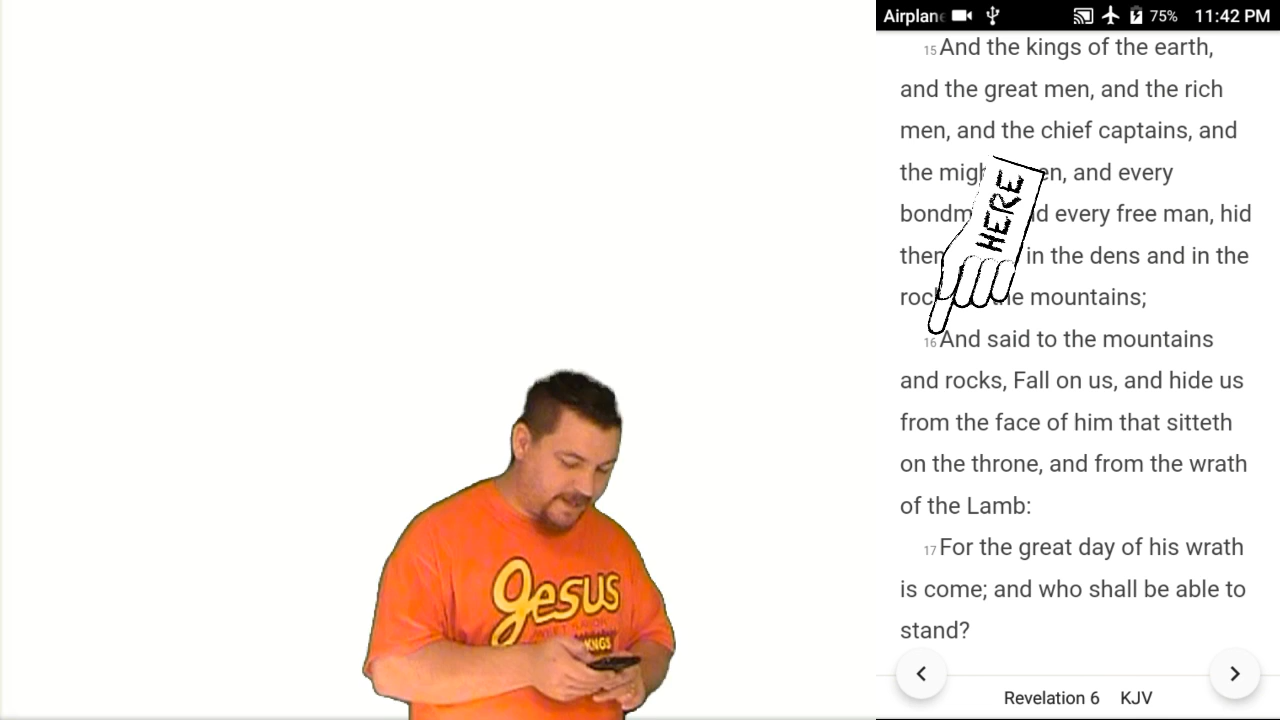 Airplan
75%
11:42 PM
15 And the kings of the earth,
and the great men, and the rich
men, and the chief captains, and
the migh en, and every
bondm d every free man, hid
then in the dens and in the
roc he mountains;
HERE
16 And said to the mountains
and rocks, Fall on us, and hide us
from the face of him that sitteth
on the throne, and from the wrath
of the Lamb:
17 For the great day of his wrath
is come; and who shall be able to
stand?
Revelation 6 KJV
Jesus
KINGS